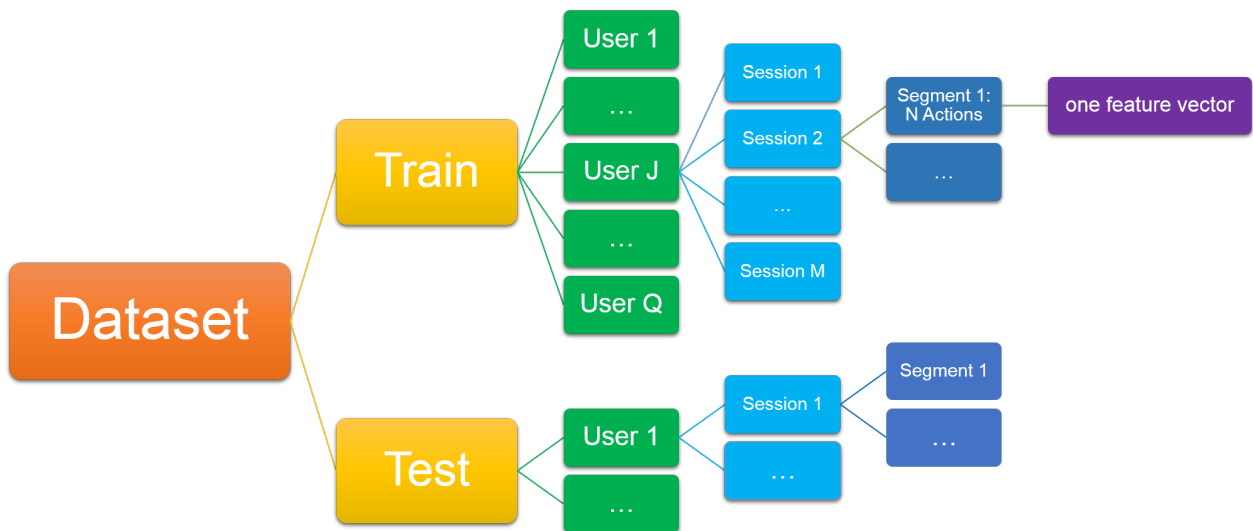 Dataset
Train
Test
User 1
...
User J
...
User Q
User 1
...
Session 1
Session 2
...
Session M
Session 1
...
Segment 1:
N Actions
...
Segment 1
...
one feature vector